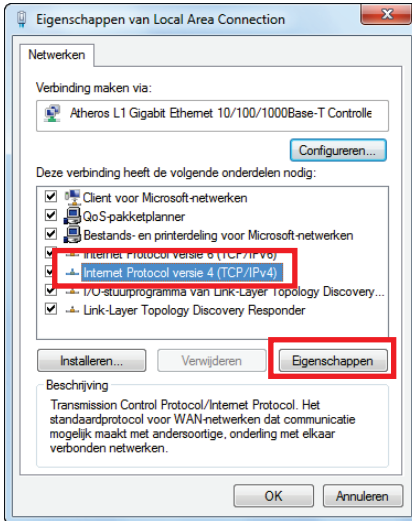 Eigenschappen van Local Area Connection
Netwerken
Verbinding maken via:
Atheros L1 Gigabit Ethernet 10/100/1000Base-T Controlle
Configureren...
Deze verbinding heeft de volgende onderdelen nodig:
Client voor Microsoft-netwerken
QoS-pakketplanner
Bestands- en printerdeling voor Microsoft-netwerken
Internet Protocol versie 6 (TCP/IPv6)
Internet Protocol versie 4 (TCP/IPv4)
I/O-stuurprogramma van Link-Layer Topology Discovery...
Link-Layer Topology Discovery Responder
Installeren...
Verwijderen
Eigenschappen
Beschrijving
Transmission Control Protocol/Internet Protocol. Het
standaardprotocol voor WAN-netwerken dat communicatie
mogelijk maakt met andersoortige, onderling met elkaar
verbonden netwerken.
OK
Annuleren